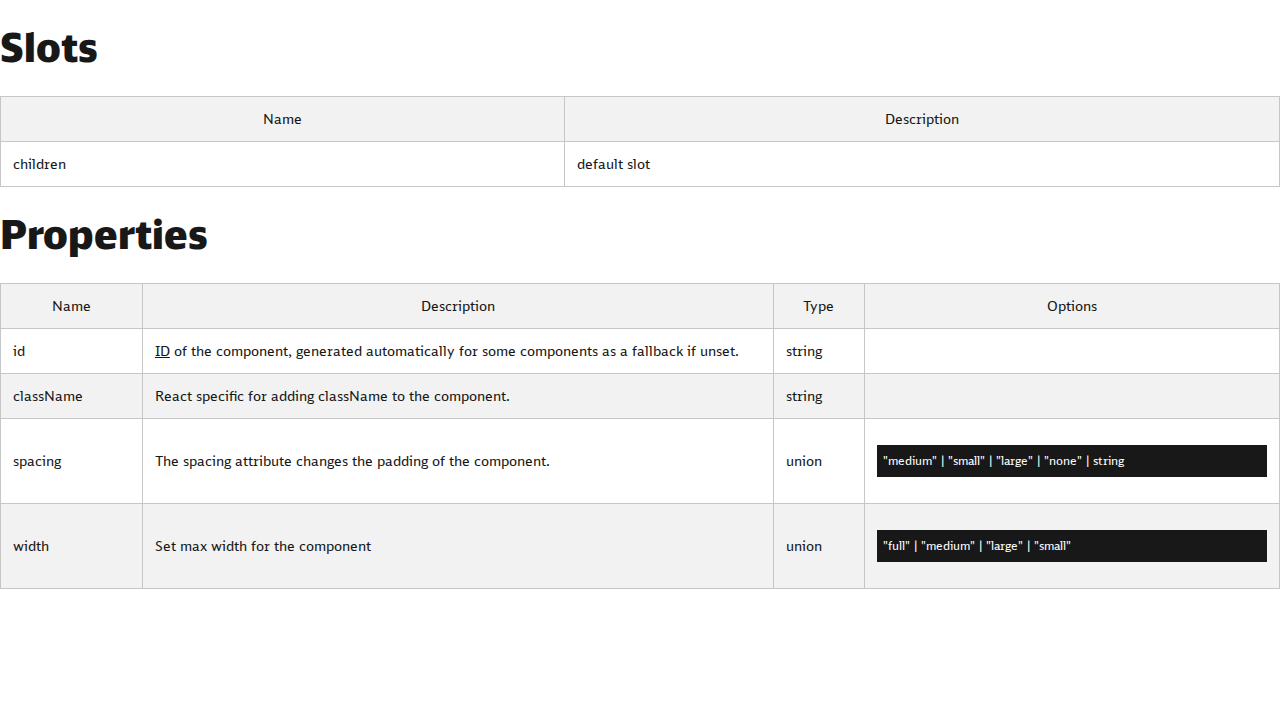 Slots
Name Description
children default slot
Properties
Name Description Type Options
id ID of the component, generated automatically for some components as a fallback if unset. string
className React specific for adding className to the component. string
spacing The spacing attribute changes the padding of the component. union "medium" | "small" | "large" | "none" | string
width Set max width for the component union "full" | "medium" | "large" | "small"